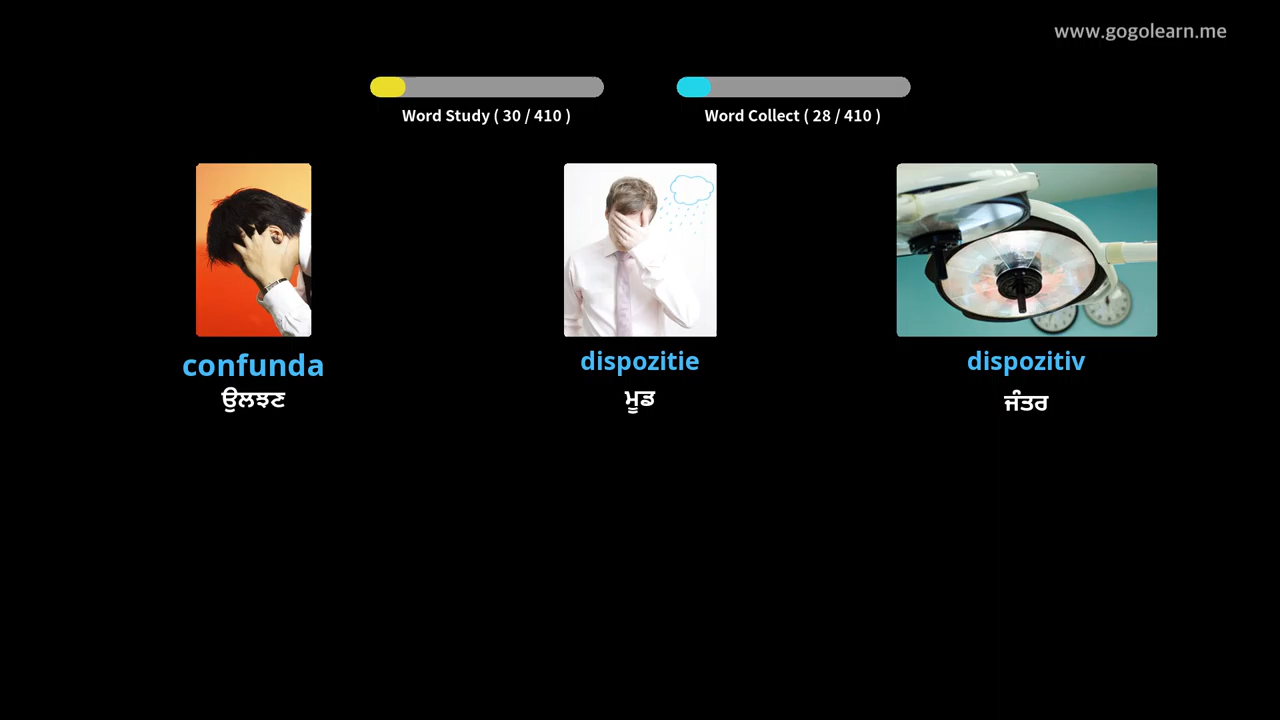 www.gogolearn.me
Word Study ( 30 / 410 )
Word Collect ( 28 / 410 )
confunda
dispozitie
dispozitiv
ਉਲਝਣ
ਮੂਡ
ਜੰਤਰ